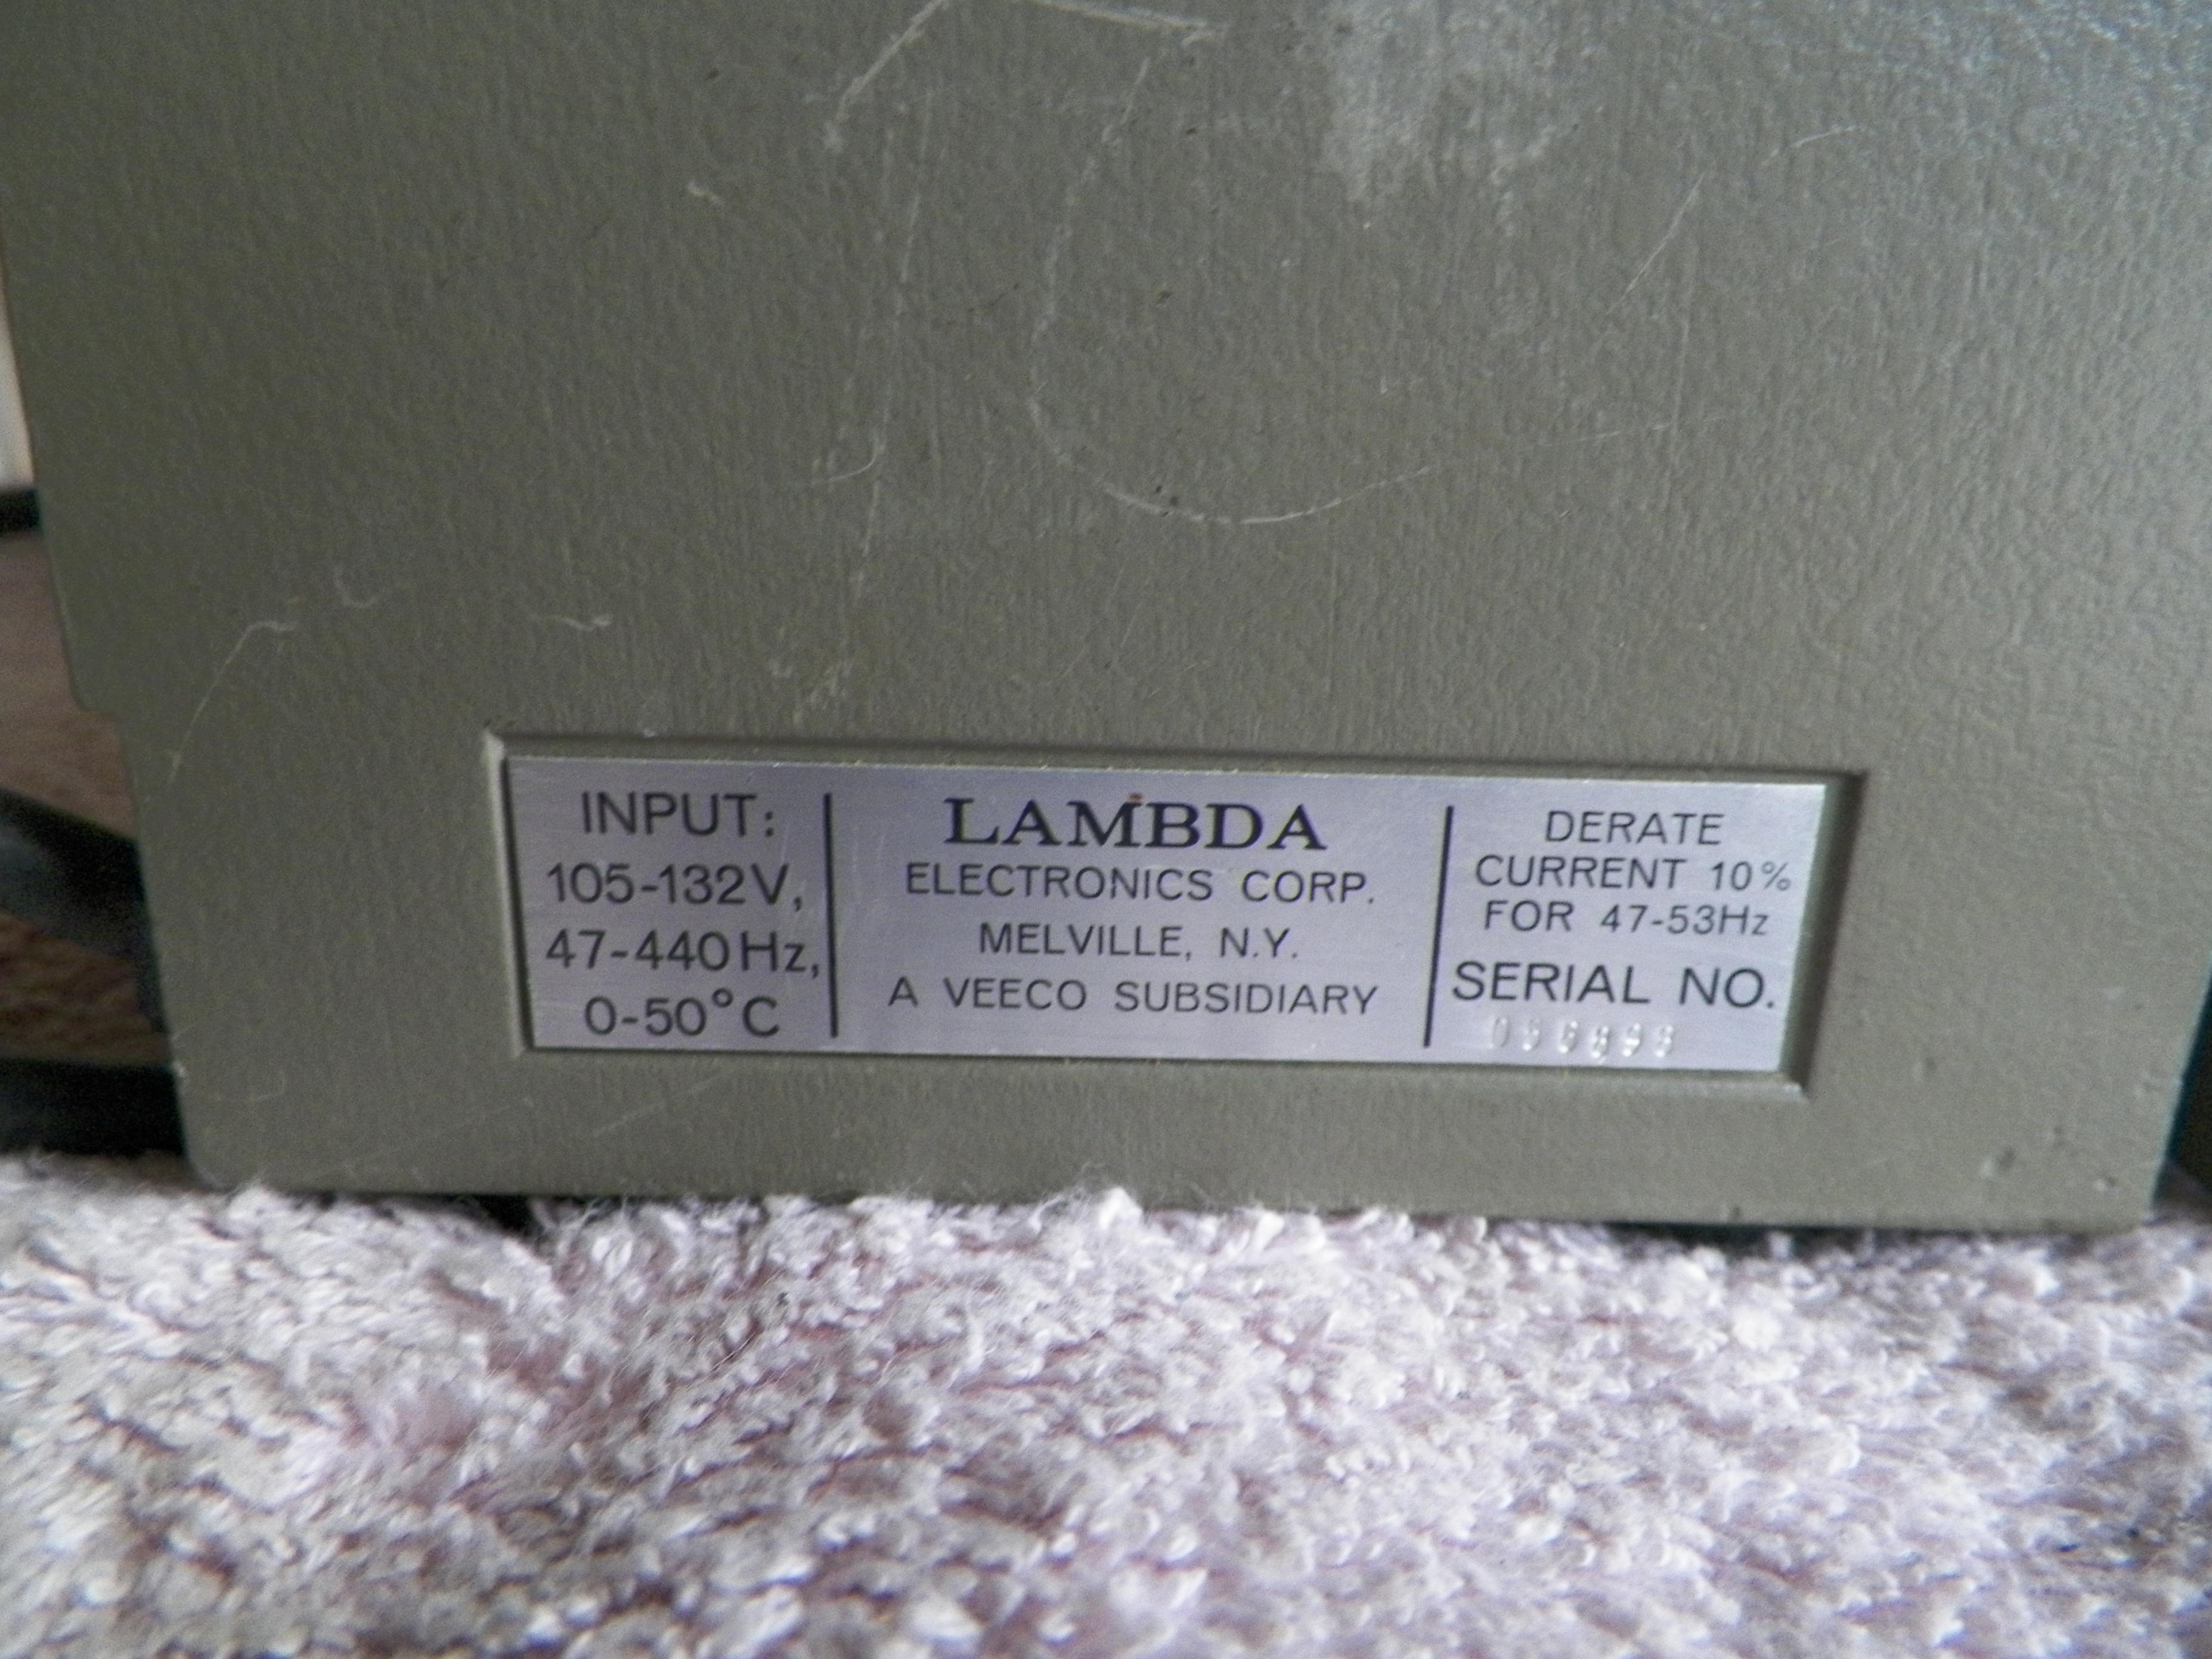 INPUT:
105-132V,
47-440Hz,
0-50°C
LAMBDA
ELECTRONICS CORP.
MELVILLE, N.Y.
A VEECO SUBSIDIARY
DERATE
CURRENT 10%
FOR 47-53Hz
SERIAL NO.